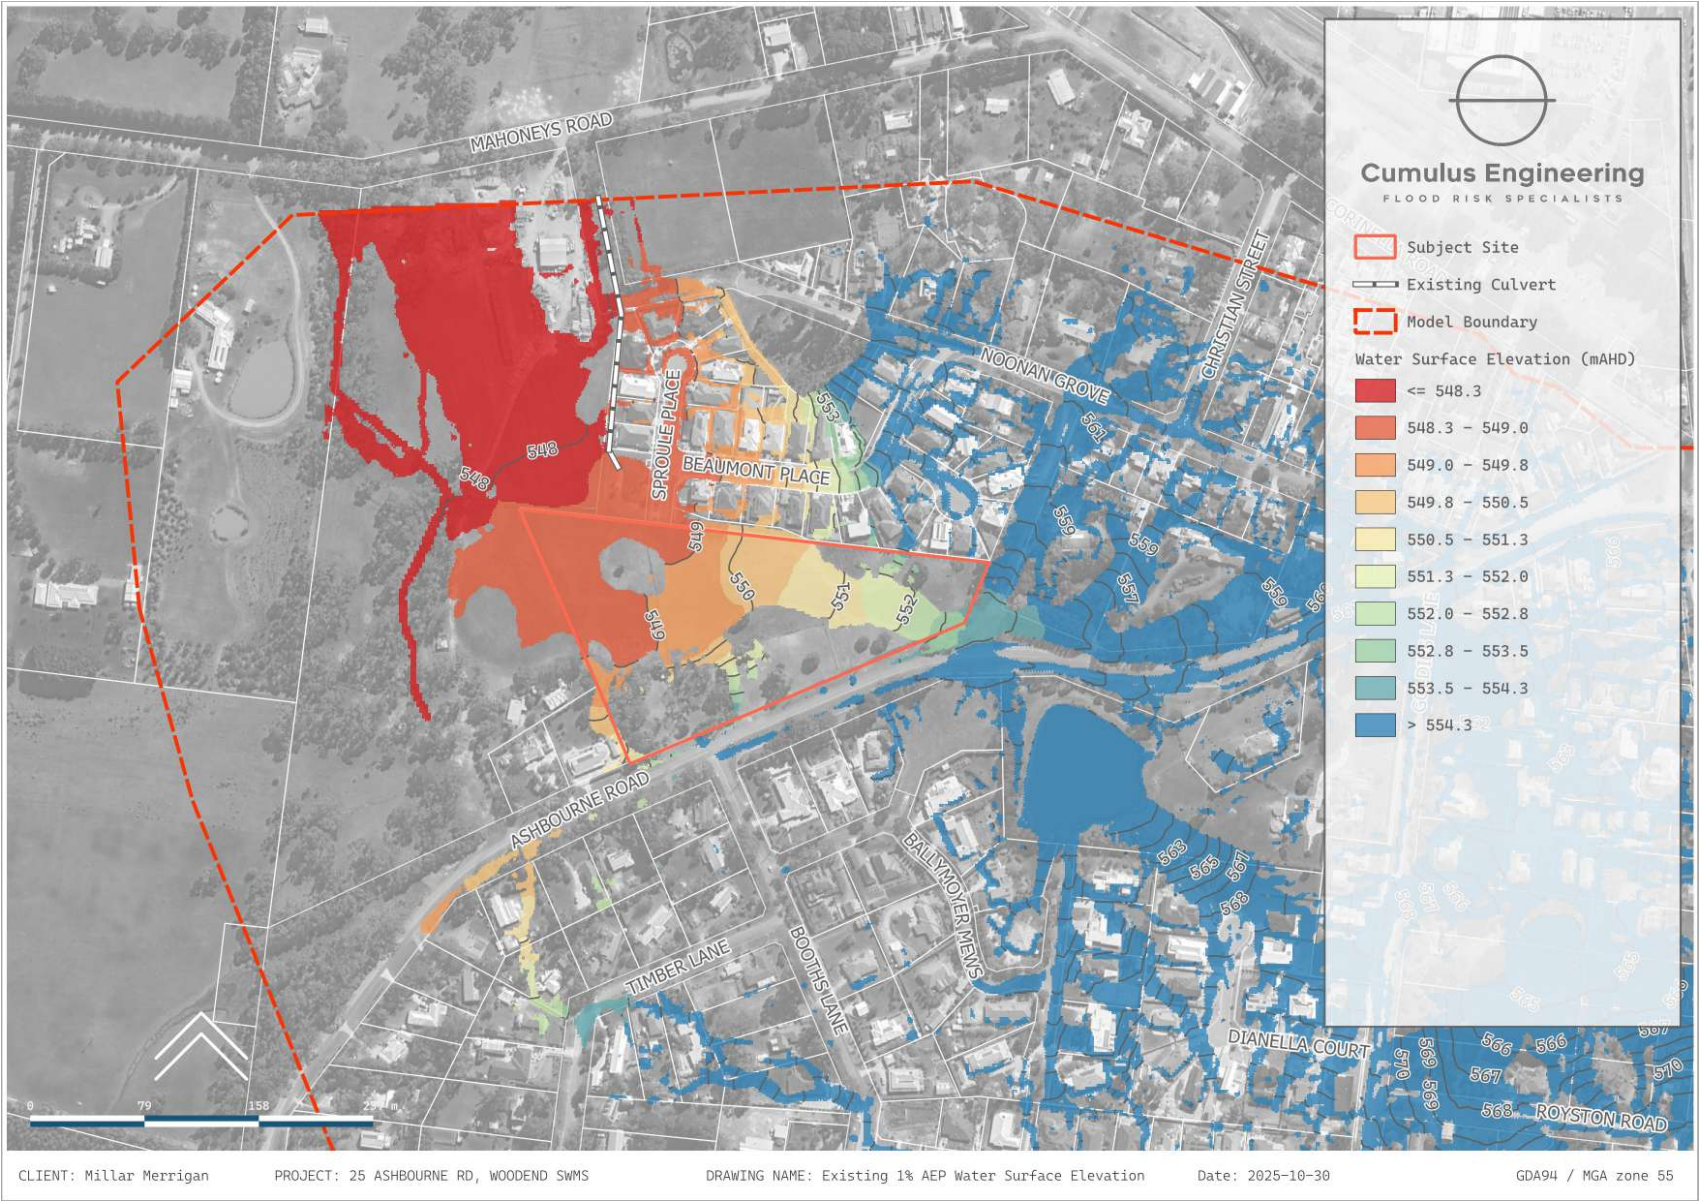 MAHONEYS ROAD
CHRISTIAN STREET
NOONAN GROVE
553
561
SPROULE PLACE
BEAUMONT PLACE
548
548
549
550
551
552
549
559
559
557
559
ASHBOURNE ROAD
BALLYMOYER MEWS
563
565
567
568
TIMBER LANE
BOOTHS LANE
DIANELLA COURT
570
569
569
566
566
567
570
568
ROYSTON ROAD
0 79 158
Cumulus Engineering
FLOOD RISK SPECIALISTS
Subject Site
Existing Culvert
Model Boundary
Water Surface Elevation (mAHD)
<= 548.3
548.3 - 549.0
549.0 - 549.8
549.8 - 550.5
550.5 - 551.3
551.3 - 552.0
552.0 - 552.8
552.8 - 553.5
553.5 - 554.3
> 554.3
CLIENT: Millar Merrigan PROJECT: 25 ASHBOURNE RD, WOODEND SWMS DRAWING NAME: Existing 1% AEP Water Surface Elevation Date: 2025-10-30 GDA94 / MGA zone 55